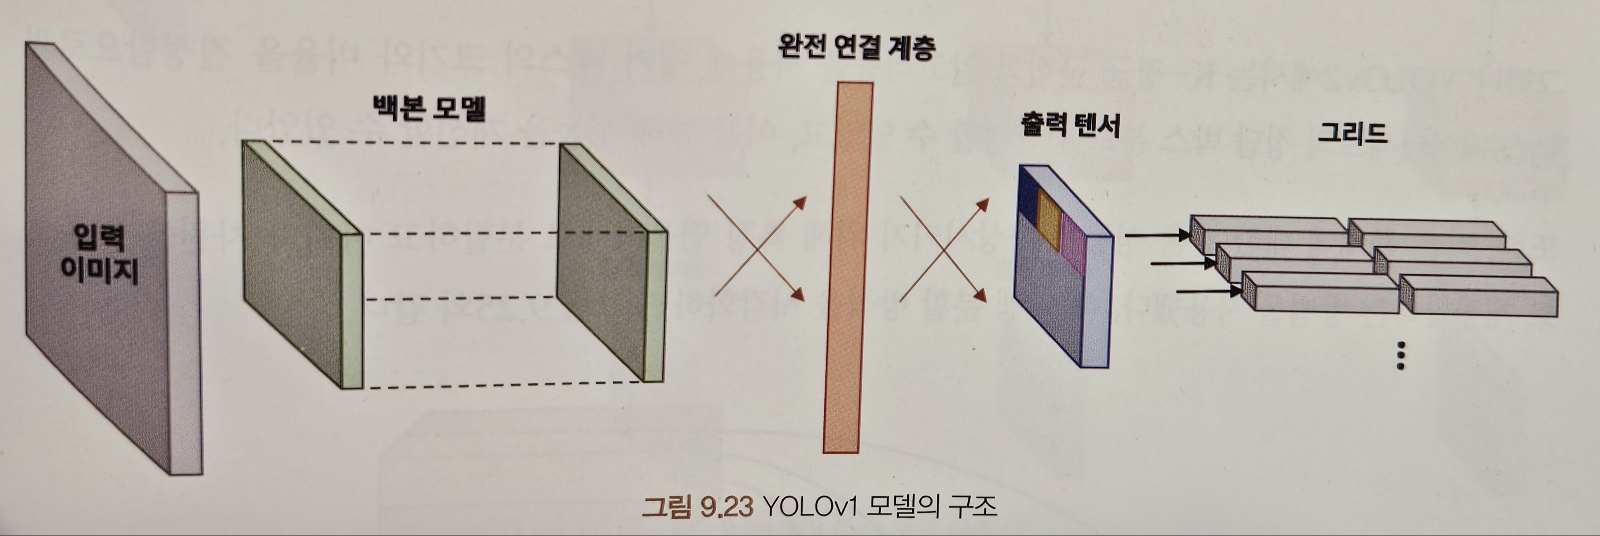 완전 연결 계층
백본 모델
출력 텐서
그리드
입력
이미지
그림 9.23 YOLOv1 모델의 구조